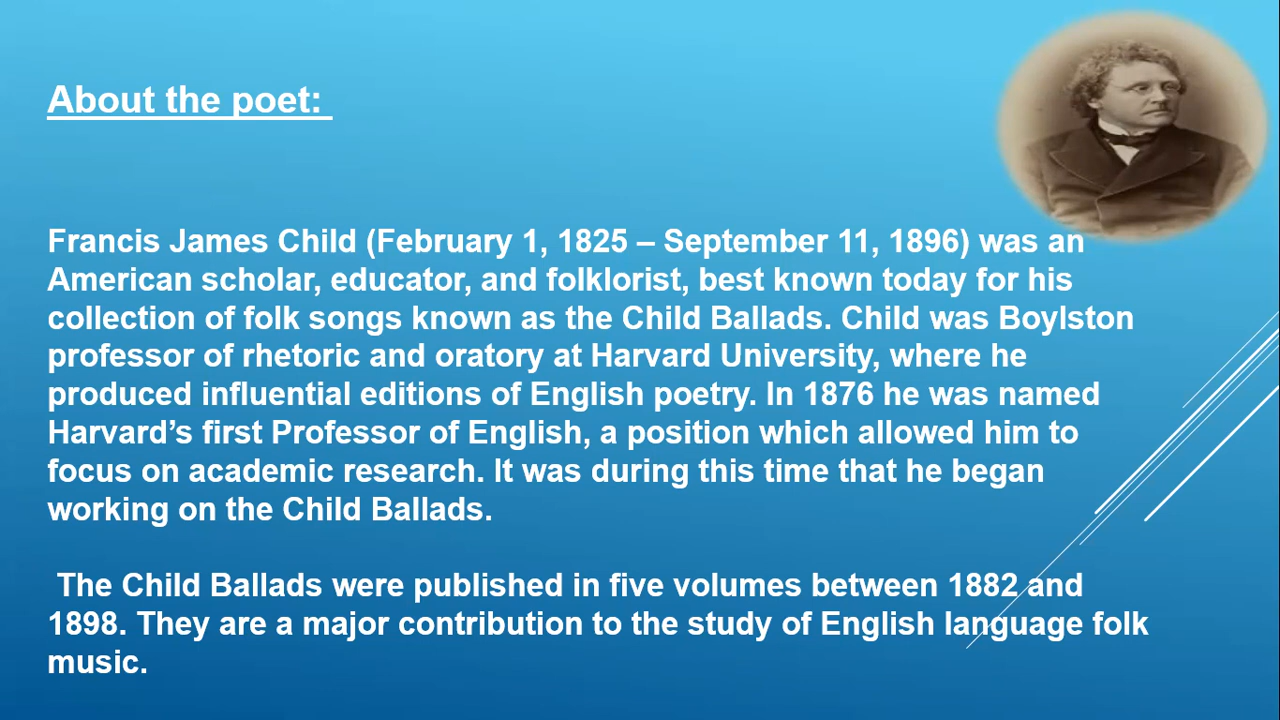 About the poet:
Francis James Child (February 1, 1825 – September 11, 1896) was an
American scholar, educator, and folklorist, best known today for his
collection of folk songs known as the Child Ballads. Child was Boylston
professor of rhetoric and oratory at Harvard University, where he
produced influential editions of English poetry. In 1876 he was named
Harvard’s first Professor of English, a position which allowed him to
focus on academic research. It was during this time that he began
working on the Child Ballads.
The Child Ballads were published in five volumes between 1882 and
1898. They are a major contribution to the study of English language folk
music.